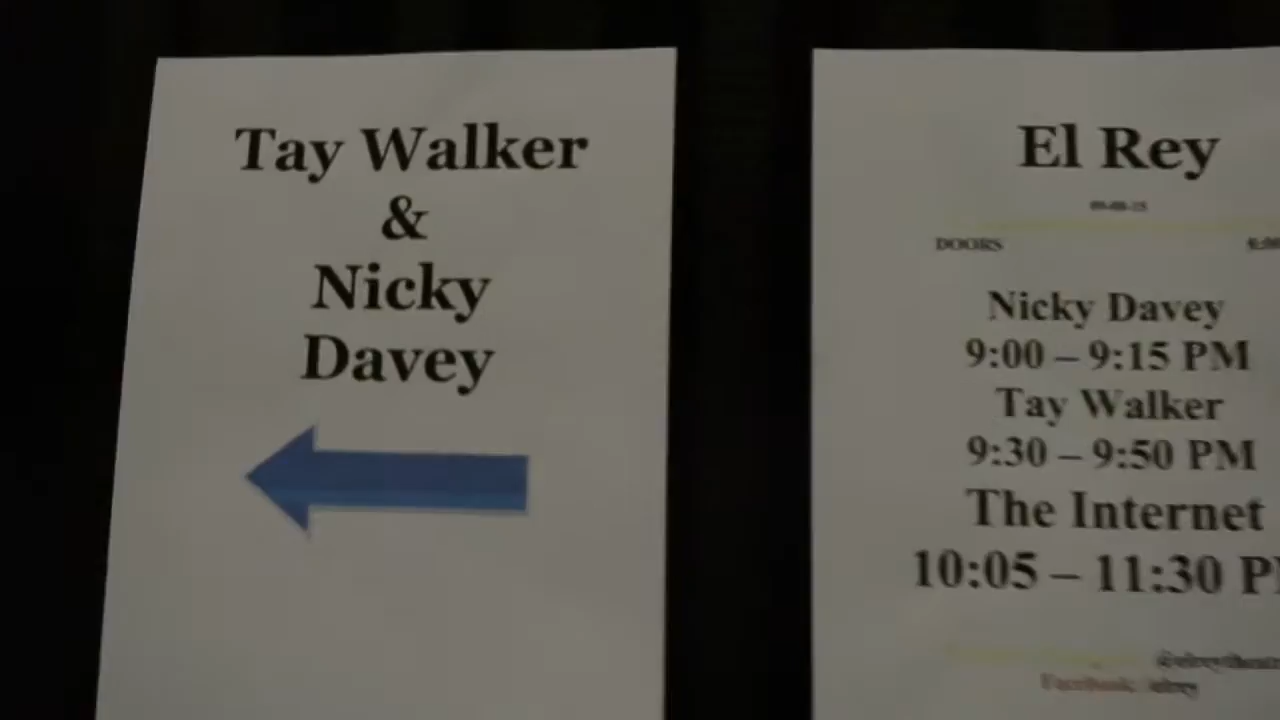 Tay Walker
&
Nicky
Davey
El Rey
DOORS
Nicky Davey
9:00 – 9:15 PM
Tay Walker
9:30 – 9:50 PM
The Internet
10:05 – 11:30
Facebook